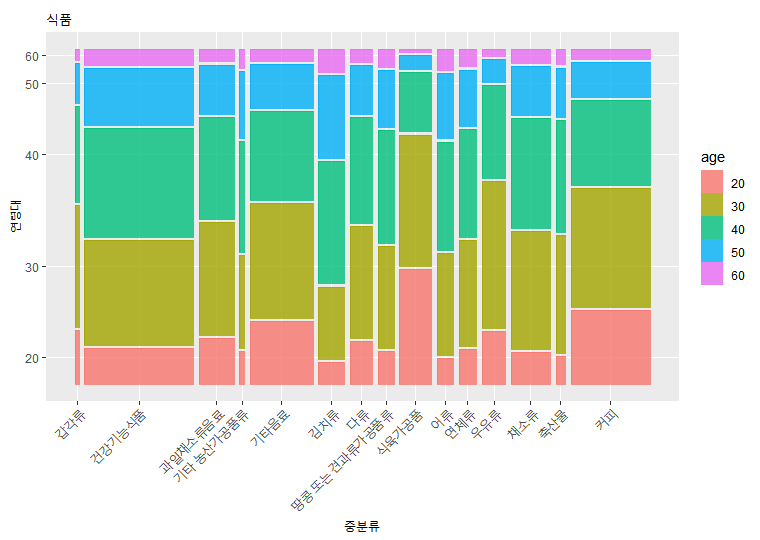 식품
60
50
40
30
20
연령대
갑각류
건강기능식품
과일채소류음료
기타 농산가공품류
기타음료
김치류
다류
땅콩 또는 견과류가공품류
식육가공품
어류
연체류
우유류
채소류
축산물
커피
중분류
age
20
30
40
50
60